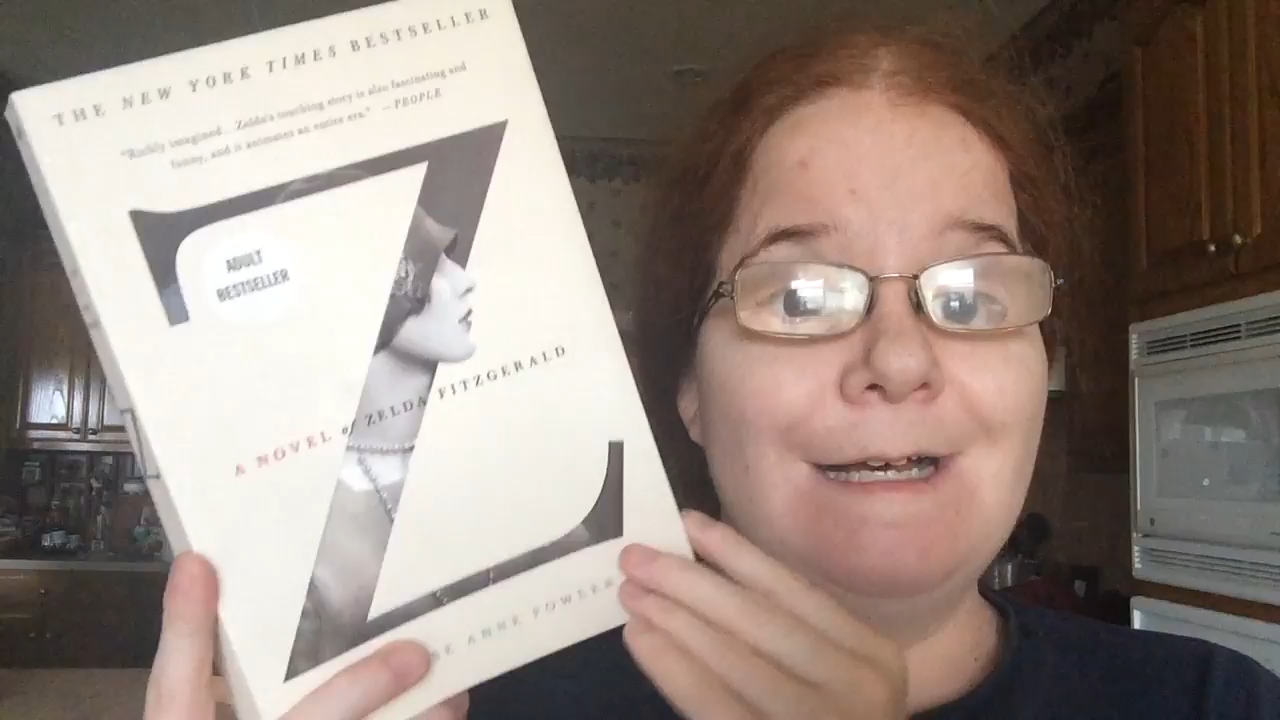 THE NEW YORK TIMES BESTSELLER
"Richly imagined... Zelda's touching story is also fascinating and
funny, and it animates an entire era." —PEOPLE
ADULT
BESTSELLER
A NOVEL of ZELDA FITZGERALD
ANNE FOWLER